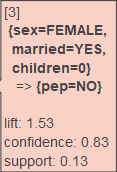 [3]
{sex=FEMALE,
married=YES,
children=0}
=> {pep=NO}
lift: 1.53
confidence: 0.83
support: 0.13